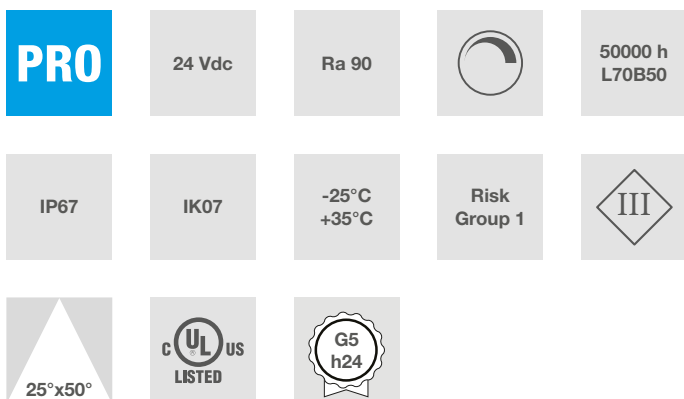 PRO
24 Vdc
Ra 90
50000 h
L70B50
IP67
IK07
-25°C
+35°C
Risk
Group 1
III
25°x50°
C UL US
®
LISTED
G5
h24